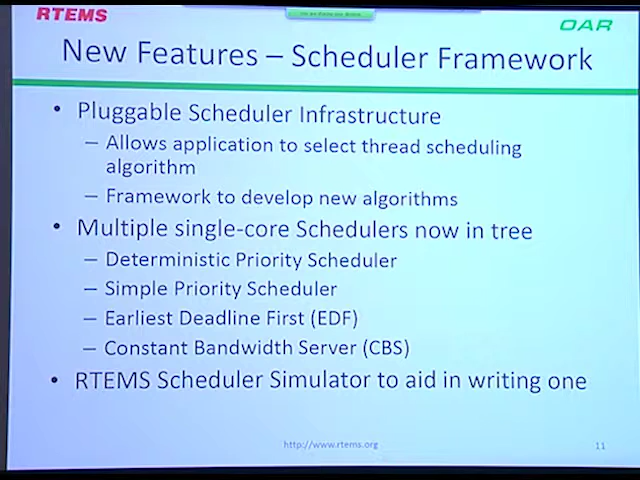 RTEMS
OAR
New Features – Scheduler Framework
• Pluggable Scheduler Infrastructure
– Allows application to select thread scheduling
algorithm
– Framework to develop new algorithms
• Multiple single-core Schedulers now in tree
– Deterministic Priority Scheduler
– Simple Priority Scheduler
– Earliest Deadline First (EDF)
– Constant Bandwidth Server (CBS)
• RTEMS Scheduler Simulator to aid in writing one
http://www.rtems.org
11